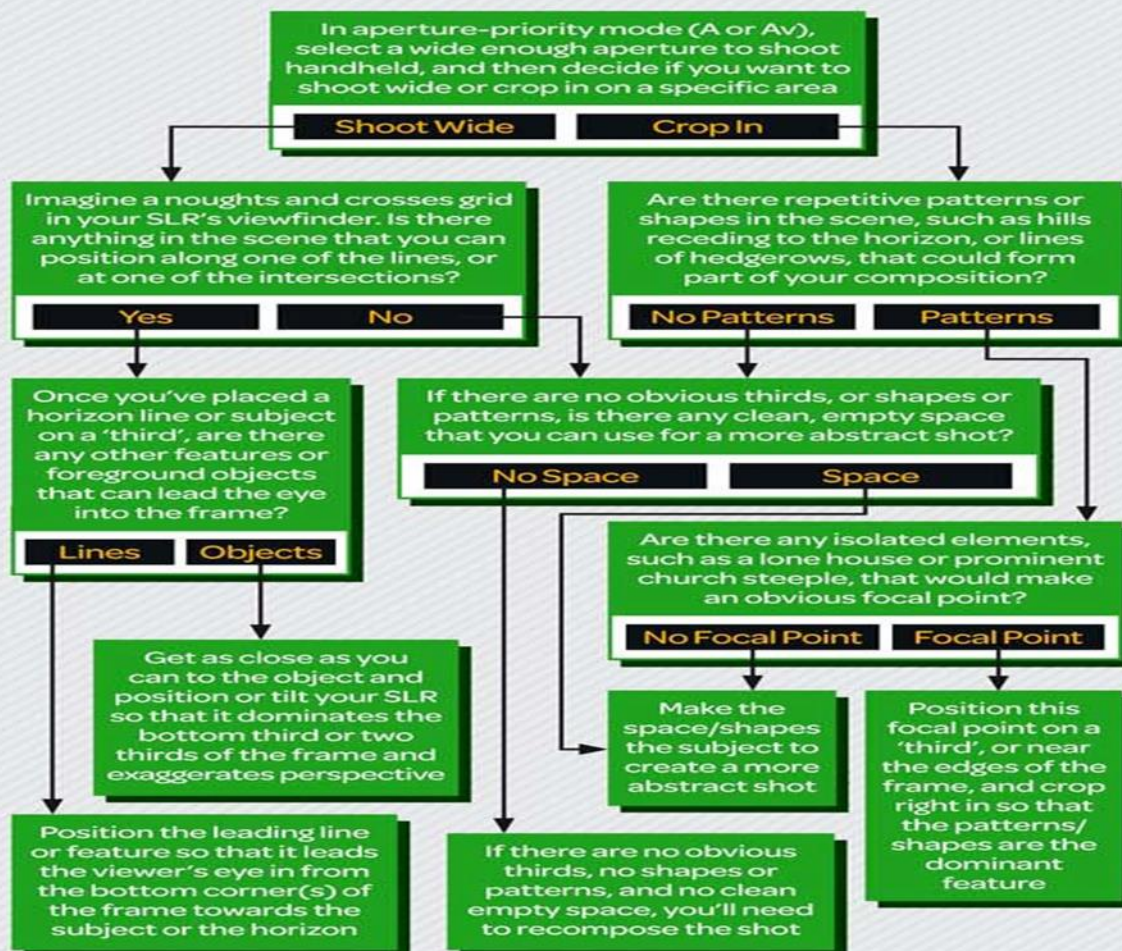 In aperture-priority mode (A or Av),
select a wide enough aperture to shoot
handheld, and then decide if you want to
shoot wide or crop in on a specific area
Shoot Wide
Crop In
Imagine a noughts and crosses grid
in your SLR's viewfinder. Is there
anything in the scene that you can
position along one of the lines, or
at one of the intersections?
Yes
No
Are there repetitive patterns or
shapes in the scene, such as hills
receding to the horizon, or lines
of hedgerows, that could form
part of your composition?
No Patterns
Patterns
Once you've placed a
horizon line or subject
on a 'third', are there
any other features or
foreground objects
that can lead the eye
into the frame?
Lines
Objects
If there are no obvious thirds, or shapes or
patterns, is there any clean, empty space
that you can use for a more abstract shot?
No Space
Space
Are there any isolated elements,
such as a lone house or prominent
church steeple, that would make
an obvious focal point?
No Focal Point
Focal Point
Get as close as you
can to the object and
position or tilt your SLR
so that it dominates the
bottom third or two
thirds of the frame and
exaggerates perspective
Make the
space/shapes
the subject to
create a more
abstract shot
Position this
focal point on a
'third', or near
the edges of the
frame, and crop
right in so that
the patterns/
shapes are the
dominant
feature
Position the leading line
or feature so that it leads
the viewer's eye in from
the bottom corner(s) of
the frame towards the
subject or the horizon
If there are no obvious
thirds, no shapes or
patterns, and no clean
empty space, you'll need
to recompose the shot